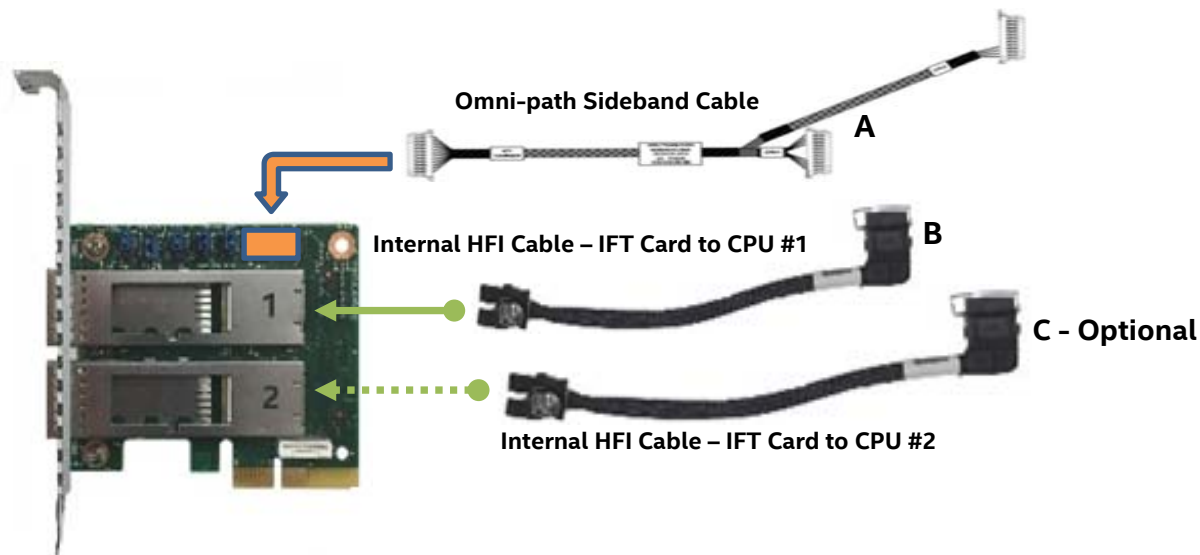 Omni-path Sideband Cable
A
Internal HFI Cable – IFT Card to CPU #1
B
1
C - Optional
2
Internal HFI Cable – IFT Card to CPU #2